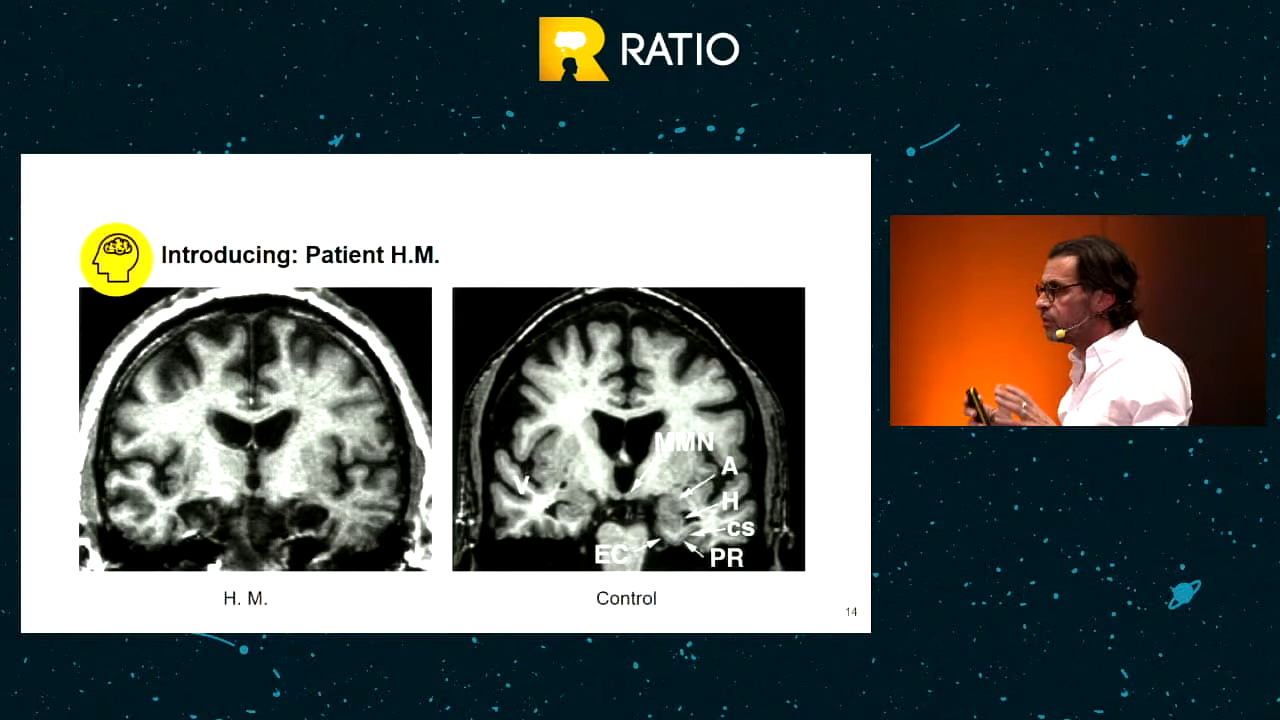 RATIO
Introducing: Patient H.M.
MMN
A
V
H
CS
EC
PR
H. M.
Control
14